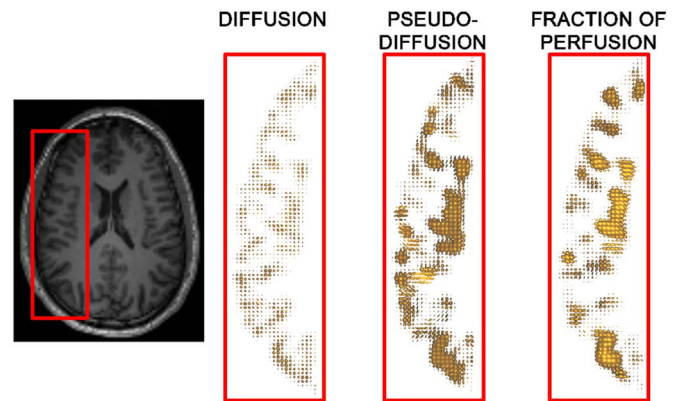 DIFFUSION
PSEUDO-
DIFFUSION
FRACTION OF
PERFUSION